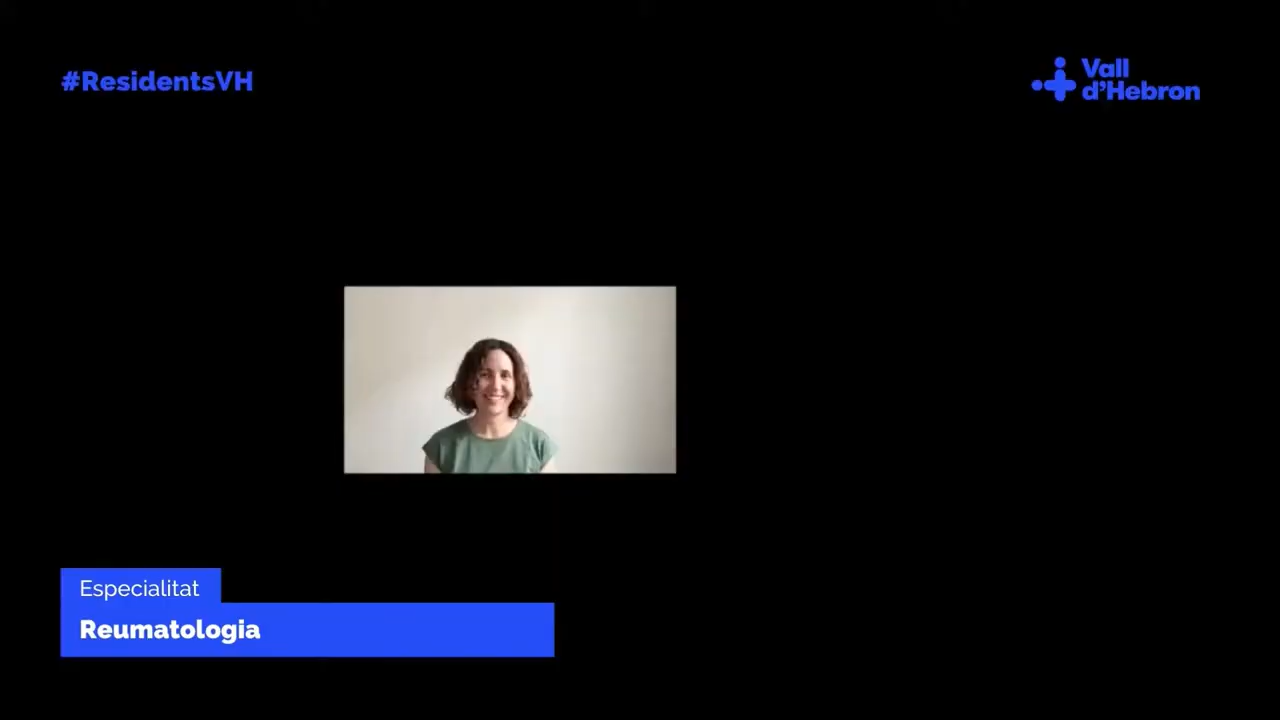 #ResidentsVH
Vall
d'Hebron
Especialitat
Reumatologia